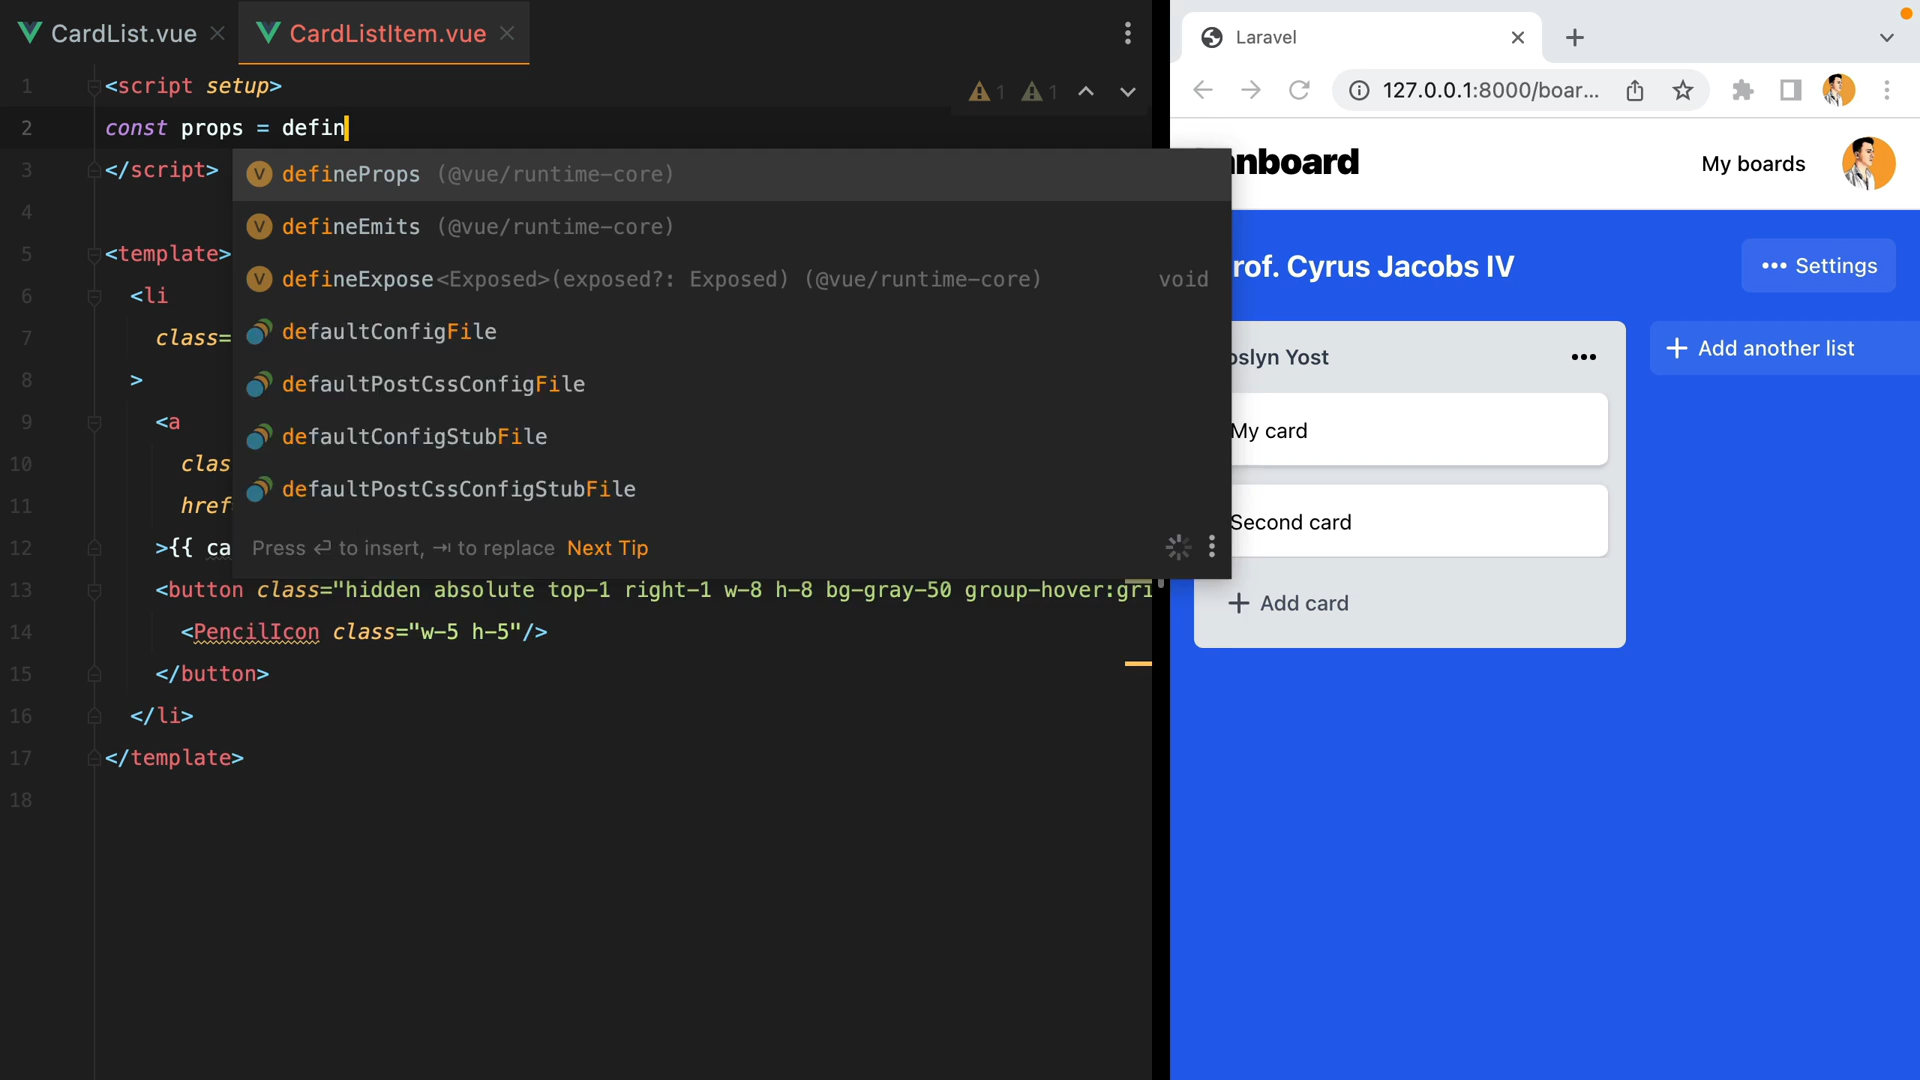 CardList.vue
CardListItem.vue
1 <script setup>
2 const props = defin
3 </script>
4
5 <template>
6 <li
7 class=
8 >
9 <a
10 clas
11 href
12 >{{ ca
13 <button class="hidden absolute top-1 right-1 w-8 h-8 bg-gray-50 group-hover:gri
14 <PencilIcon class="w-5 h-5"/>
15 </button>
16 </li>
17 </template>
18
1 1
defineProps (@vue/runtime-core)
defineEmits (@vue/runtime-core)
defineExpose<Exposed>(exposed?: Exposed) (@vue/runtime-core) void
defaultConfigFile
defaultPostCssConfigFile
defaultConfigStubFile
defaultPostCssConfigStubFile
Press ⏎ to insert, ⇥ to replace Next Tip
Laravel
127.0.0.1:8000/boar...
nboard
My boards
rof. Cyrus Jacobs IV
Settings
oslyn Yost
Add another list
My card
Second card
Add card